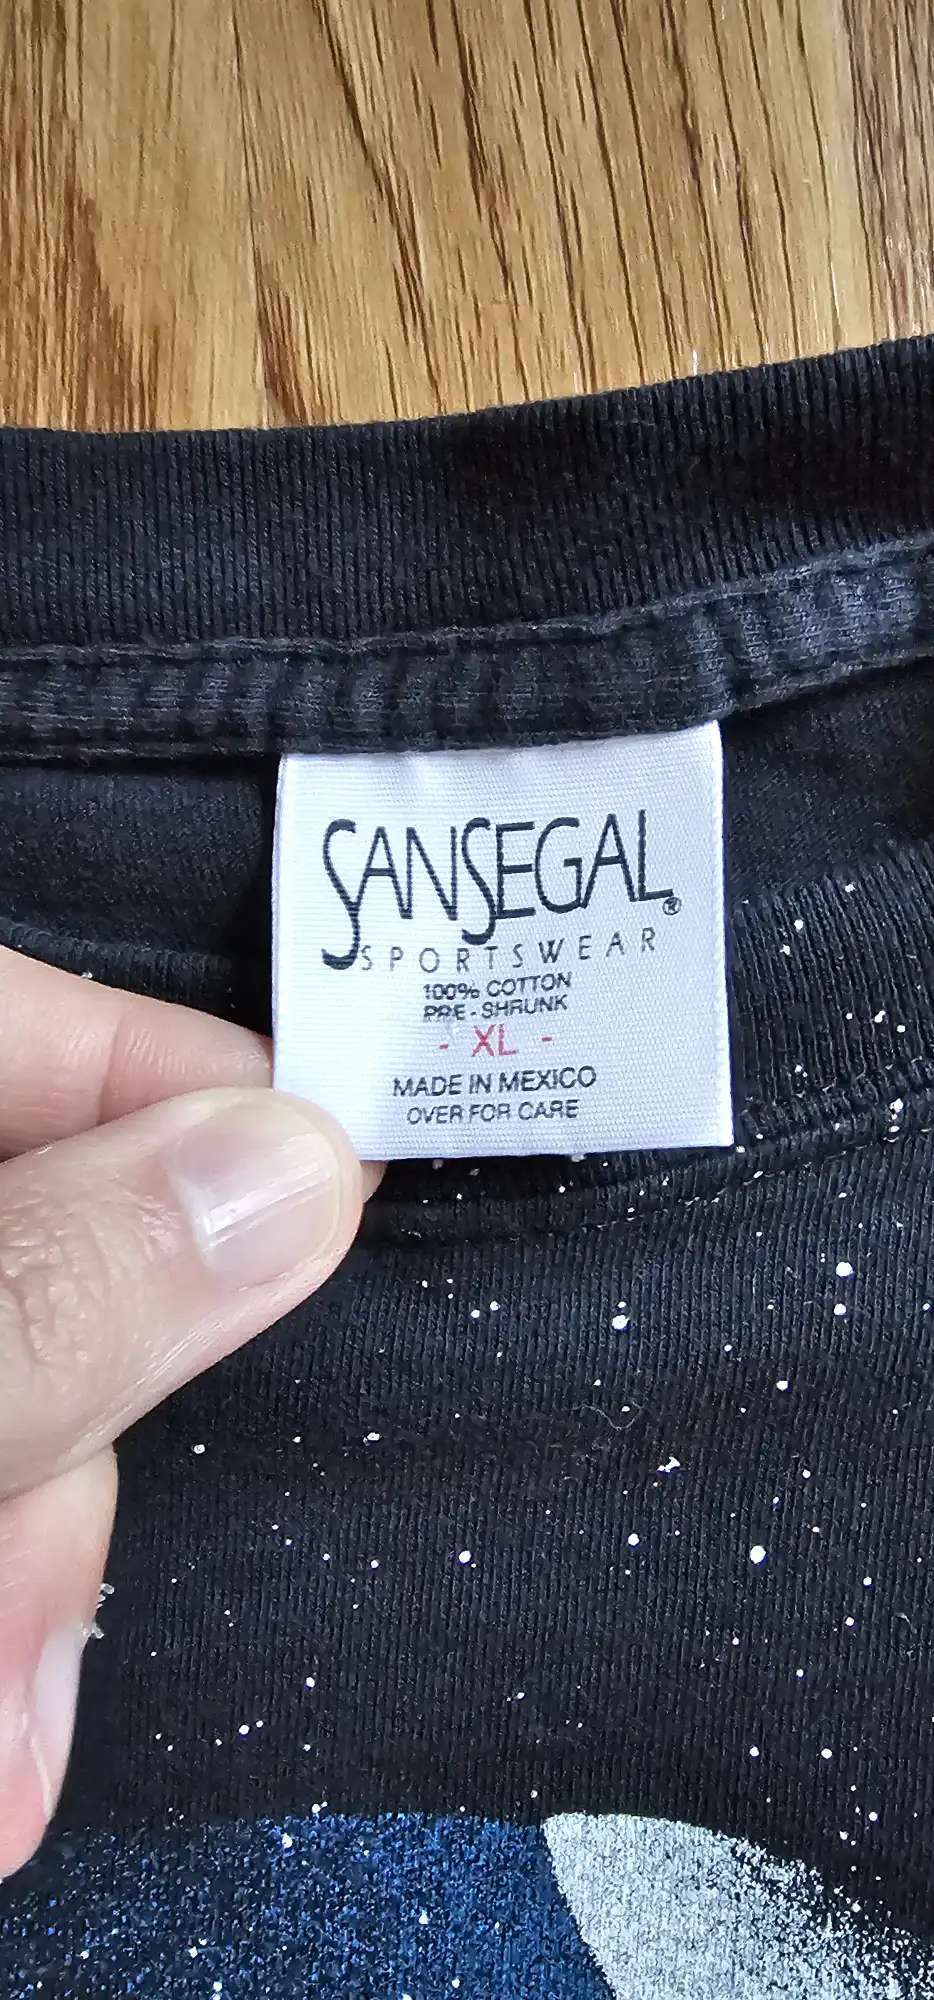 SANSEGAL®
SPORTSWEAR
100% COTTON
PRE-SHRUNK
- XL -
MADE IN MEXICO
OVER FOR CARE